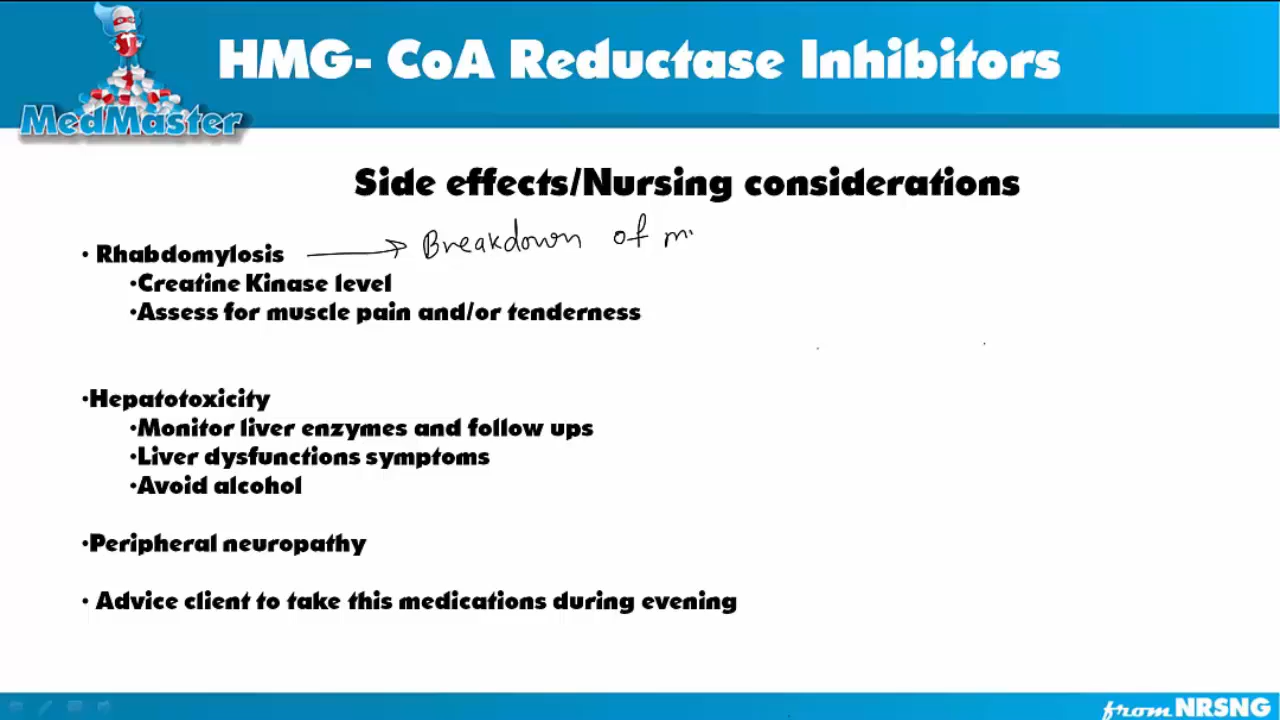 HMG- CoA Reductase Inhibitors
MedMaster
Side effects/Nursing considerations
• Rhabdomylosis → Breakdown of
•Creatine Kinase level
•Assess for muscle pain and/or tenderness
•Hepatotoxicity
•Monitor liver enzymes and follow ups
•Liver dysfunctions symptoms
•Avoid alcohol
•Peripheral neuropathy
• Advice client to take this medications during evening
from NRSNG